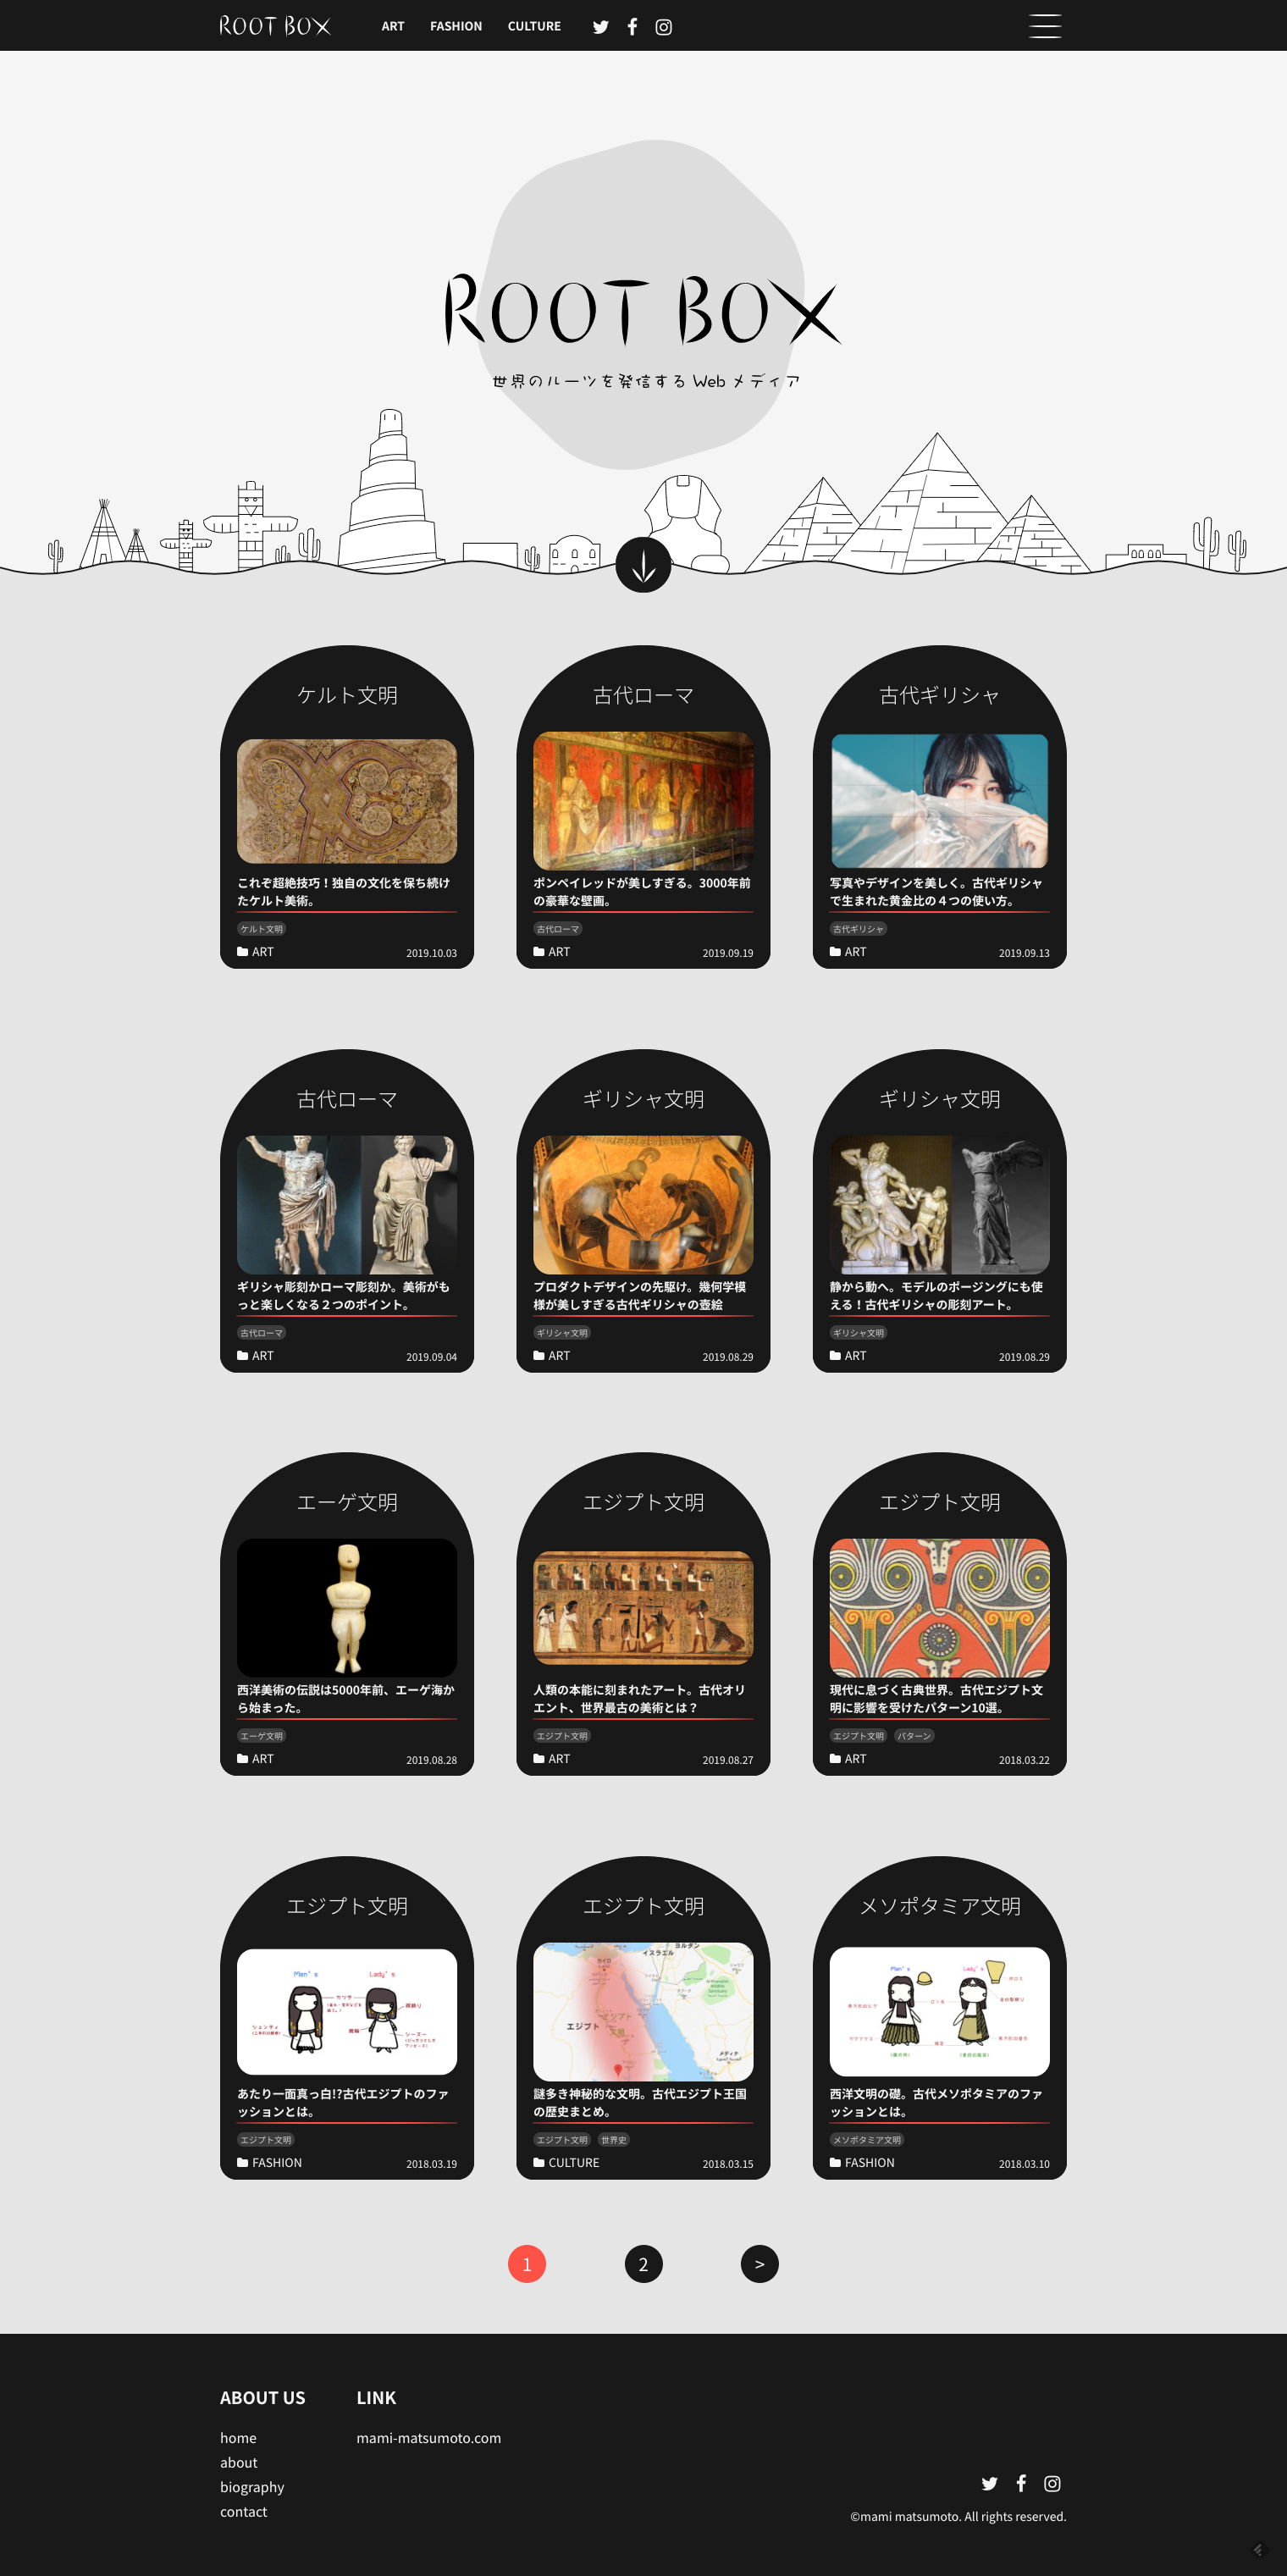 ROOT BOX
ART
FASHION
CULTURE
ROOT BOX
世界のルーツを発信する Web メディア
ケルト文明
これぞ超絶技巧！独自の文化を保ち続け
たケルト美術。
ケルト文明
ART
2019.10.03
古代ローマ
ポンペイレッドが美しすぎる。3000年前
の豪華な壁画。
古代ローマ
ART
2019.09.19
古代ギリシャ
写真やデザインを美しく。古代ギリシャ
で生まれた黄金比の４つの使い方。
古代ギリシャ
ART
2019.09.13
古代ローマ
ギリシャ彫刻かローマ彫刻か。美術がも
っと楽しくなる２つのポイント。
古代ローマ
ART
2019.09.04
ギリシャ文明
プロダクトデザインの先駆け。幾何学模
様が美しすぎる古代ギリシャの壺絵
ギリシャ文明
ART
2019.08.29
ギリシャ文明
静から動へ。モデルのポージングにも使
える！古代ギリシャの彫刻アート。
ギリシャ文明
ART
2019.08.29
エーゲ文明
西洋美術の伝説は5000年前、エーゲ海か
ら始まった。
エーゲ文明
ART
2019.08.28
エジプト文明
人類の本能に刻まれたアート。古代オリ
エント、世界最古の美術とは？
エジプト文明
ART
2019.08.27
エジプト文明
現代に息づく古典世界。古代エジプト文
明に影響を受けたパターン10選。
エジプト文明
パターン
ART
2018.03.22
エジプト文明
Men's
Lady's
あたり一面真っ白!?古代エジプトのファ
ッションとは。
エジプト文明
FASHION
2018.03.19
エジプト文明
イスラエル
ヨルダン
カイロ
エジプト
メディナ
謎多き神秘的な文明。古代エジプト王国
の歴史まとめ。
エジプト文明
世界史
CULTURE
2018.03.15
メソポタミア文明
Men's
Lady's
西洋文明の礎。古代メソポタミアのファ
ッションとは。
メソポタミア文明
FASHION
2018.03.10
1
2
>
ABOUT US
home
about
biography
contact
LINK
mami-matsumoto.com
©mami matsumoto. All rights reserved.